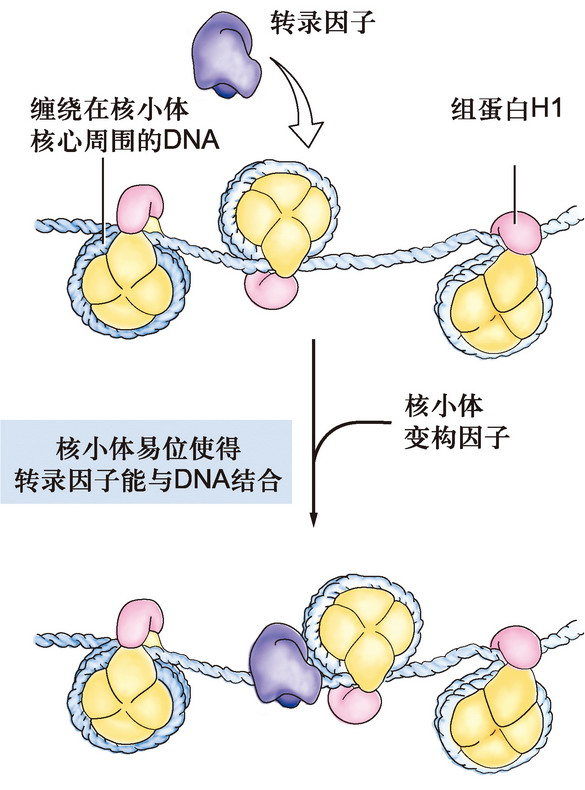 转录因子
缠绕在核小体
核心周围的DNA
组蛋白H1
核小体
变构因子
核小体易位使得
转录因子能与DNA结合